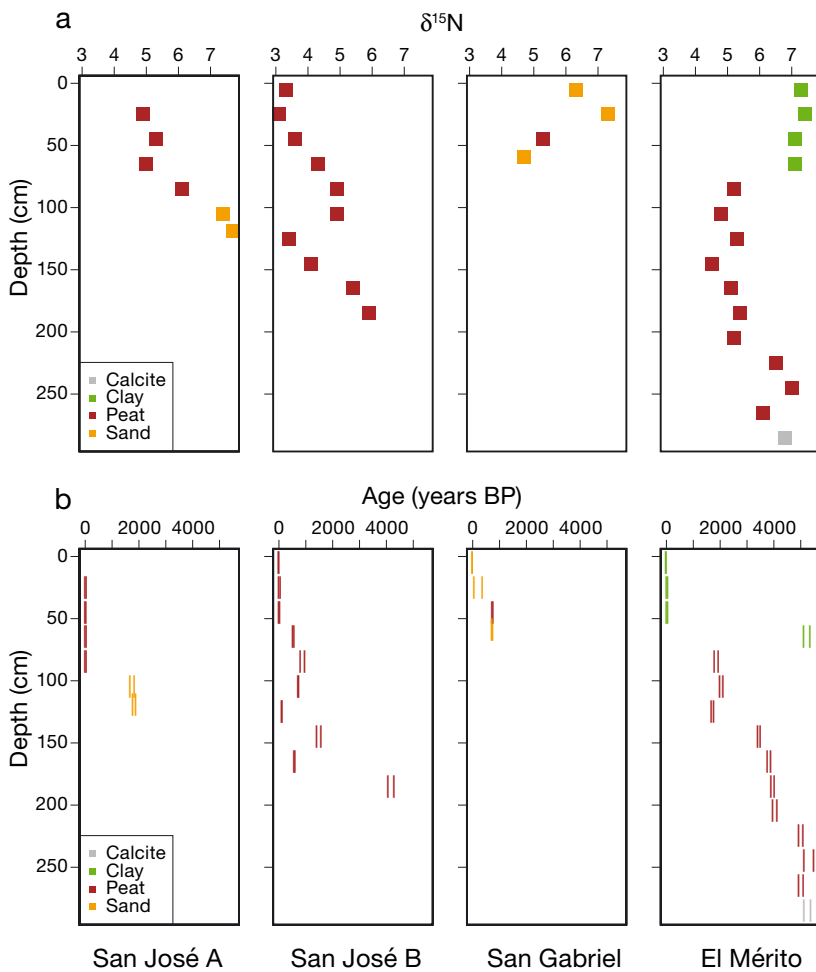 a
δ15N
3 4 5 6 7 3 4 5 6 7 3 4 5 6 7 3 4 5 6 7
0
50
100
150
200
250
Depth (cm)
Calcite
Clay
Peat
Sand
b
Age (years BP)
0 2000 4000 0 2000 4000 0 2000 4000 0 2000 4000
0
50
100
150
200
250
Depth (cm)
Calcite
Clay
Peat
Sand
San José A San José B San Gabriel El Mérito